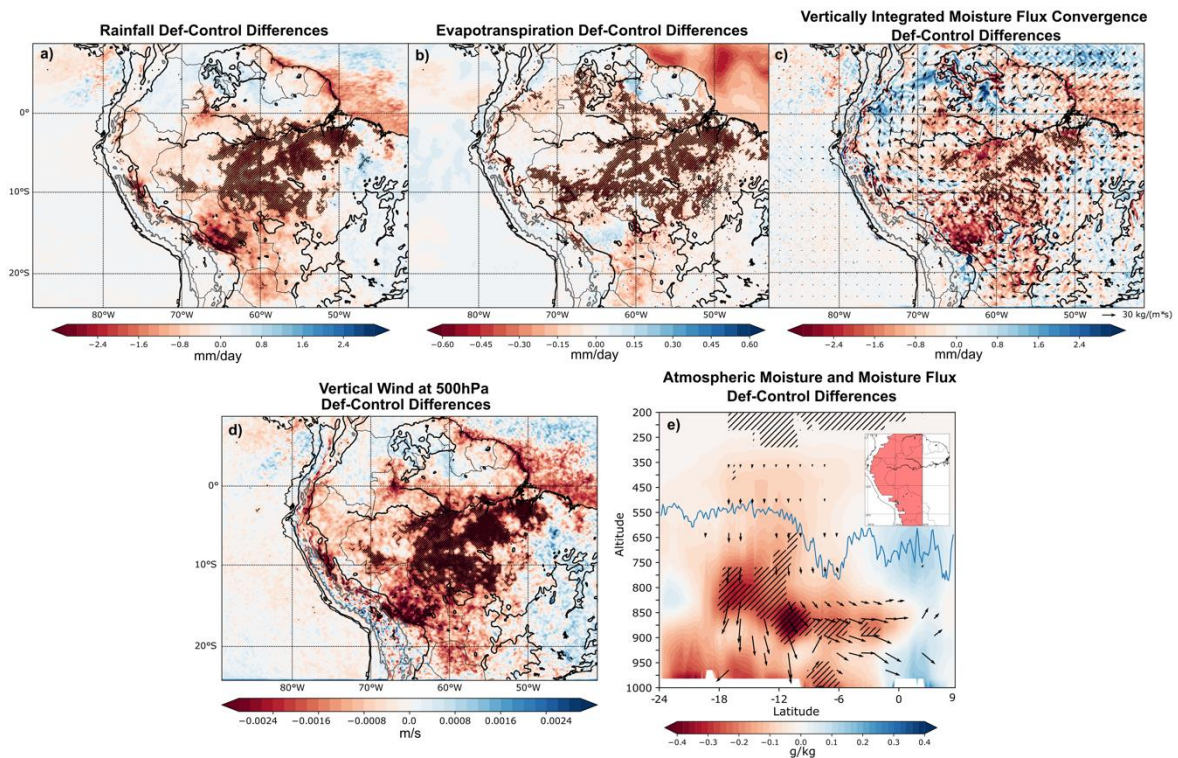 Rainfall Def-Control Differences
Evapotranspiration Def-Control Differences
Vertically Integrated Moisture Flux Convergence
Def-Control Differences
a)
b)
c)
0°
10°S
20°S
80°W 70°W 60°W 50°W
80°W 70°W 60°W 50°W
80°W 70°W 60°W 50°W
30 kg/(m*s)
-2.4 -1.6 -0.8 0.0 0.8 1.6 2.4
mm/day
-0.60 -0.45 -0.30 -0.15 0.00 0.15 0.30 0.45 0.60
mm/day
-2.4 -1.6 -0.8 0.0 0.8 1.6 2.4
mm/day
Vertical Wind at 500hPa
Def-Control Differences
d)
0°
10°S
20°S
80°W 70°W 60°W 50°W
-0.0024 -0.0016 -0.0008 0.0 0.0008 0.0016 0.0024
m/s
Atmospheric Moisture and Moisture Flux
Def-Control Differences
e)
Altitude
200
250
200
350
450
550
650
750
800
850
900
950
1000
-24 -18 -12 -6 0 9
Latitude
-0.4 -0.3 -0.2 -0.1 0.0 0.1 0.2 0.3 0.4
g/kg